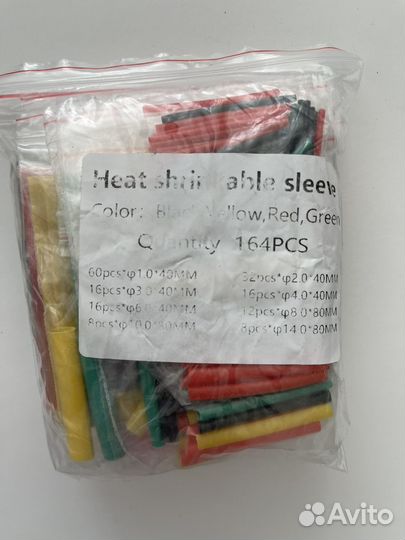 Heat shrinkable sleeve
Color: Black,Yellow,Red,Green
Quantity 164PCS
60pcs*φ1.0*40MM 32pcs*φ2.0*40MM
16pcs*φ3.0*40MM 16pcs*φ4.0*40MM
16pcs*φ6.0*40MM 12pcs*φ8.0*80MM
8pcs*φ10.0*80MM 8pcs*φ14.0*80MM
Avito